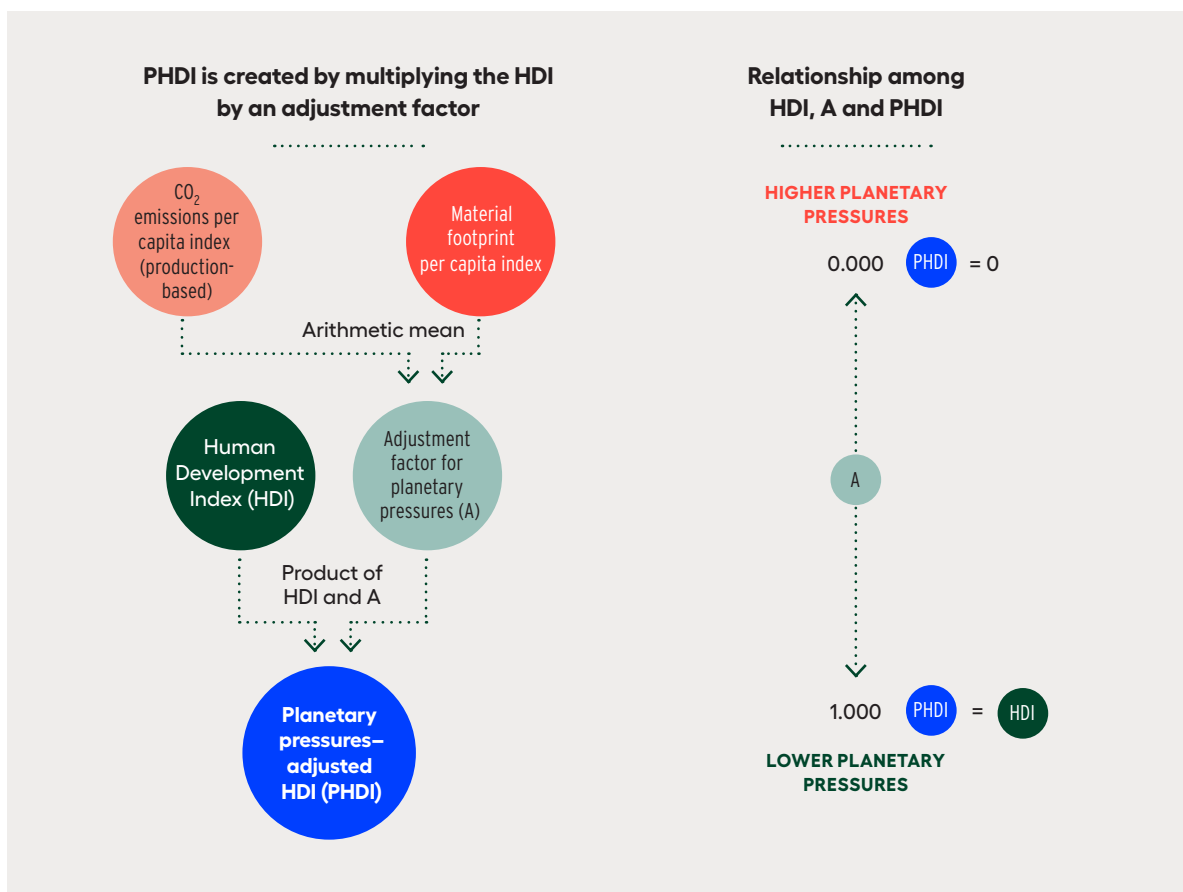 PHDI is created by multiplying the HDI
by an adjustment factor
CO₂
emissions per
capita index
(production-
based)
Material
footprint
per capita index
Arithmetic mean
Human
Development
Index (HDI)
Adjustment
factor for
planetary
pressures (A)
Product of
HDI and A
Planetary
pressures–
adjusted
HDI (PHDI)
Relationship among
HDI, A and PHDI
HIGHER PLANETARY
PRESSURES
0.000 PHDI = 0
A
1.000 PHDI = HDI
LOWER PLANETARY
PRESSURES